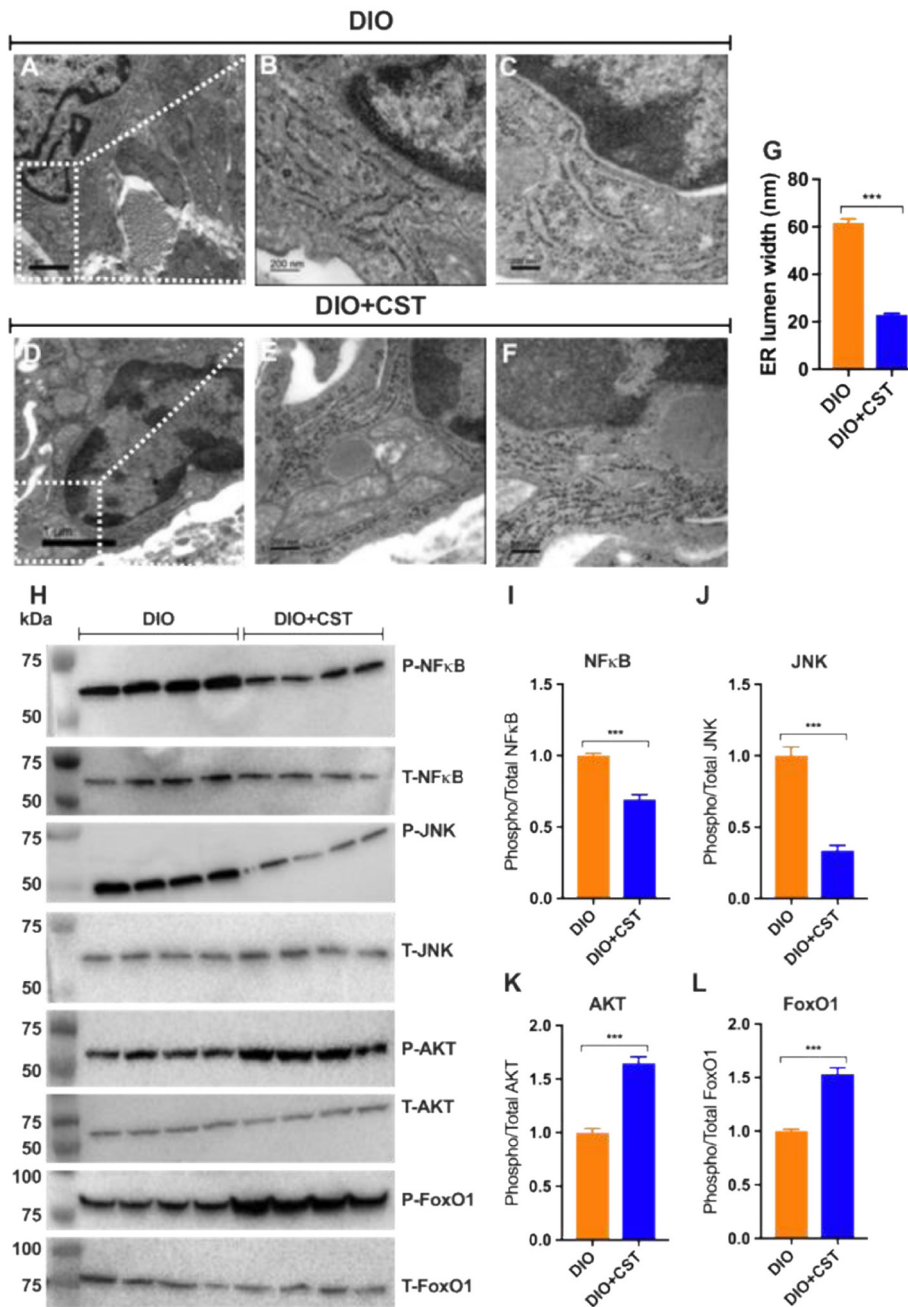 DIO
A
B
C
200 nm
DIO+CST
D
E
F
1 um
G
ER lumen width (nm)
80
60
40
20
0
***
DIO
DIO+CST
H
kDa
DIO
DIO+CST
75
50
P-NFκB
75
50
T-NFκB
75
50
P-JNK
75
50
T-JNK
75
50
P-AKT
75
50
T-AKT
100
75
P-FoxO1
100
75
T-FoxO1
I
NFκB
Phospho/Total NFκB
1.5
1.0
0.5
0.0
***
DIO
DIO+CST
J
JNK
Phospho/Total JNK
1.5
1.0
0.5
0.0
***
DIO
DIO+CST
K
AKT
Phospho/Total AKT
2.0
1.5
1.0
0.5
0.0
***
DIO
DIO+CST
L
FoxO1
Phospho/Total FoxO1
2.0
1.5
1.0
0.5
0.0
***
DIO
DIO+CST